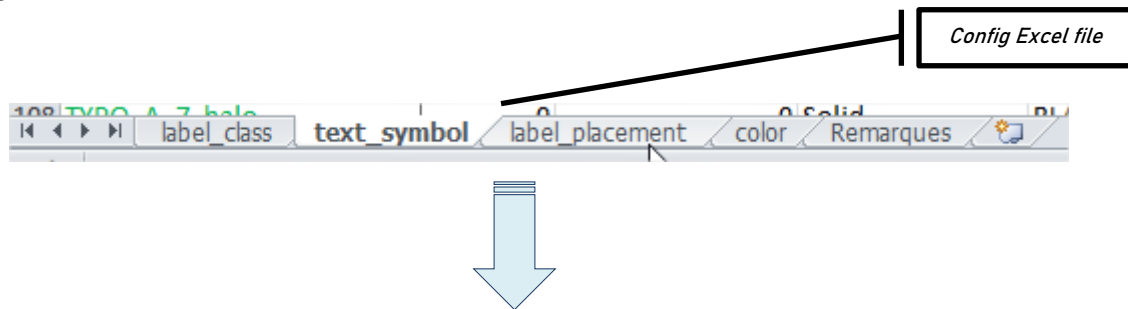 Config Excel file
label_class text_symbol label_placement color Remarques